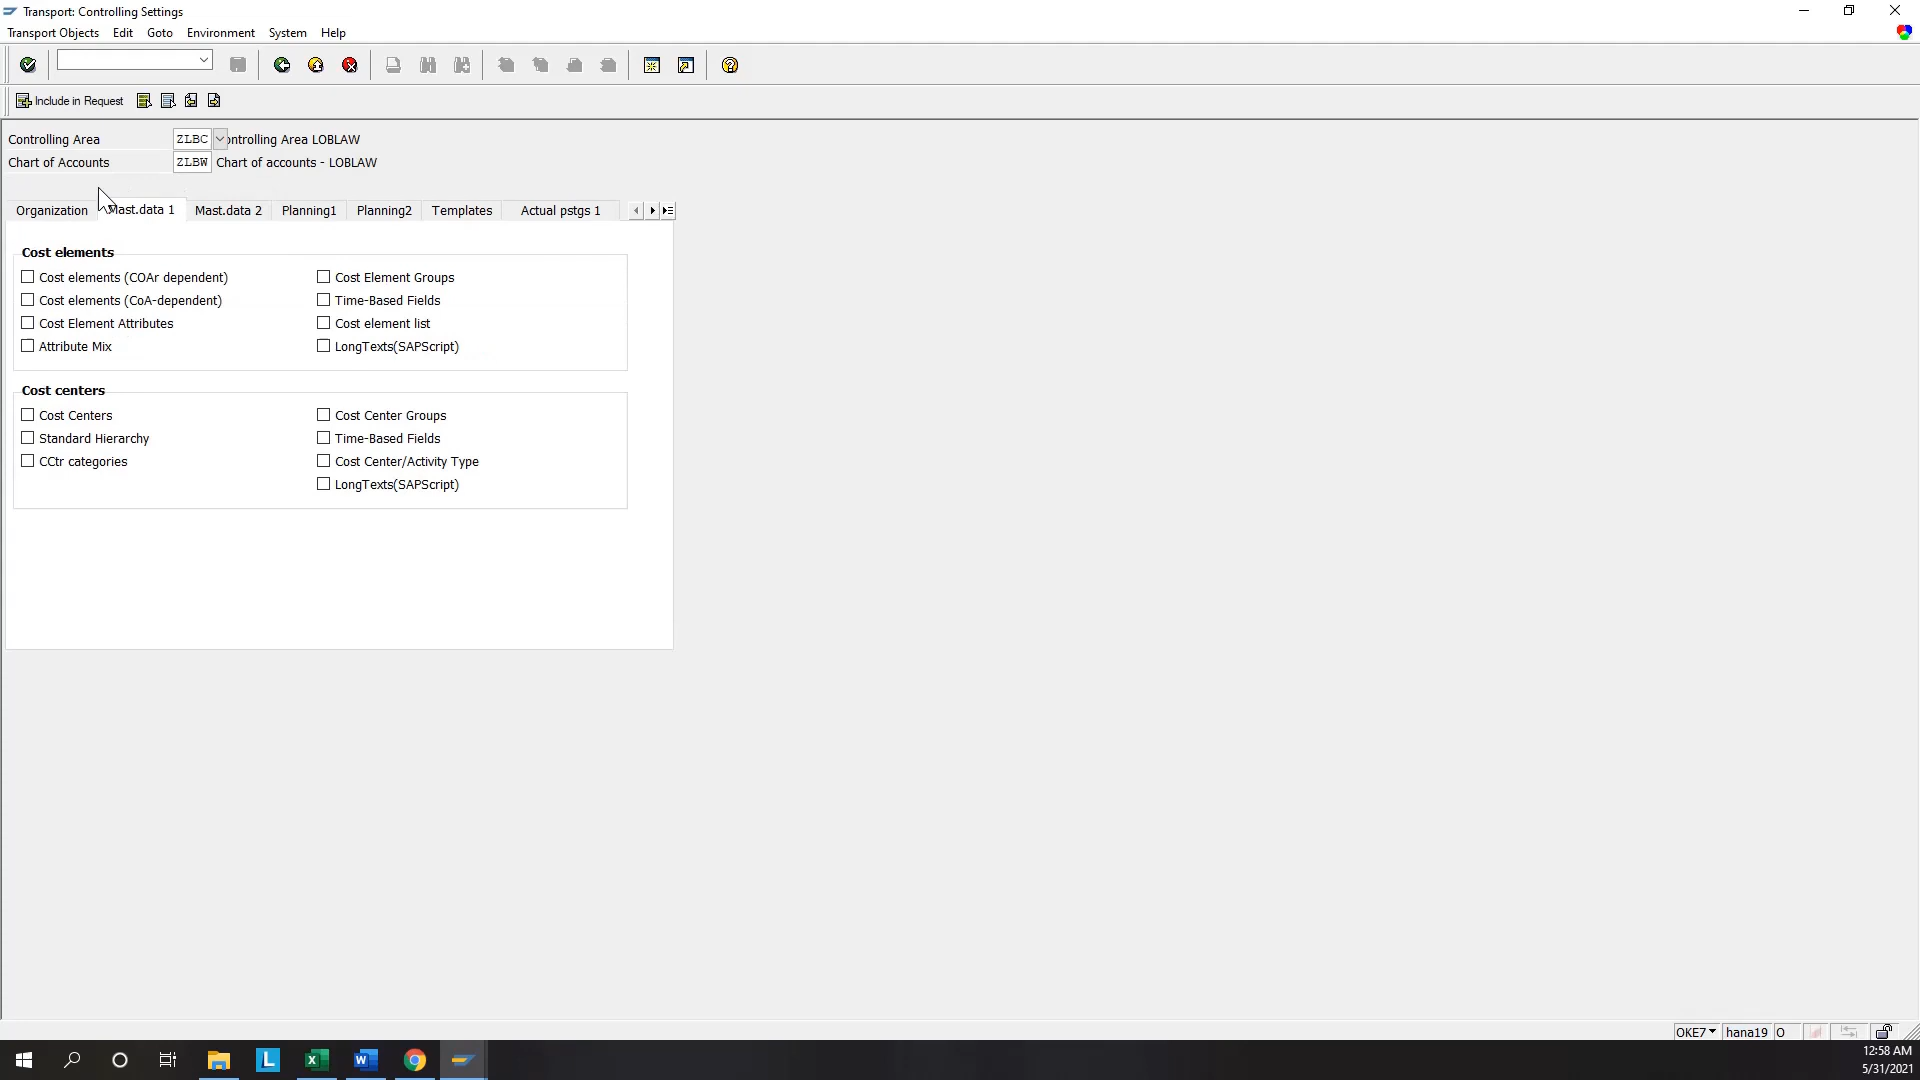 Transport: Controlling Settings
Transport Objects Edit Goto Environment System Help
Include in Request
Controlling Area ZLBC ontrolling Area LOBLAW
Chart of Accounts ZLBW Chart of accounts - LOBLAW
Organization Mast.data 1 Mast.data 2 Planning1 Planning2 Templates Actual pstgs 1
Cost elements
Cost elements (COAr dependent) Cost Element Groups
Cost elements (CoA-dependent) Time-Based Fields
Cost Element Attributes Cost element list
Attribute Mix LongTexts(SAPScript)
Cost centers
Cost Centers Cost Center Groups
Standard Hierarchy Time-Based Fields
CCtr categories Cost Center/Activity Type
LongTexts(SAPScript)
OKE7 hana19 O
12:58 AM
5/31/2021